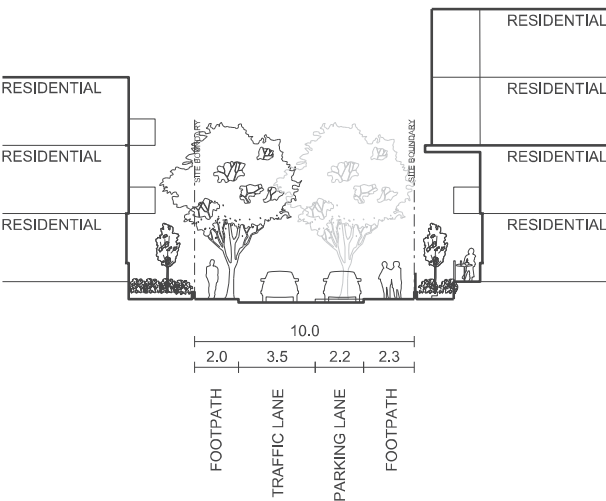 RESIDENTIAL
RESIDENTIAL
RESIDENTIAL
RESIDENTIAL
RESIDENTIAL
RESIDENTIAL
RESIDENTIAL
SITE BOUNDARY
SITE BOUNDARY
10.0
2.0 3.5 2.2 2.3
FOOTPATH
TRAFFIC LANE
PARKING LANE
FOOTPATH